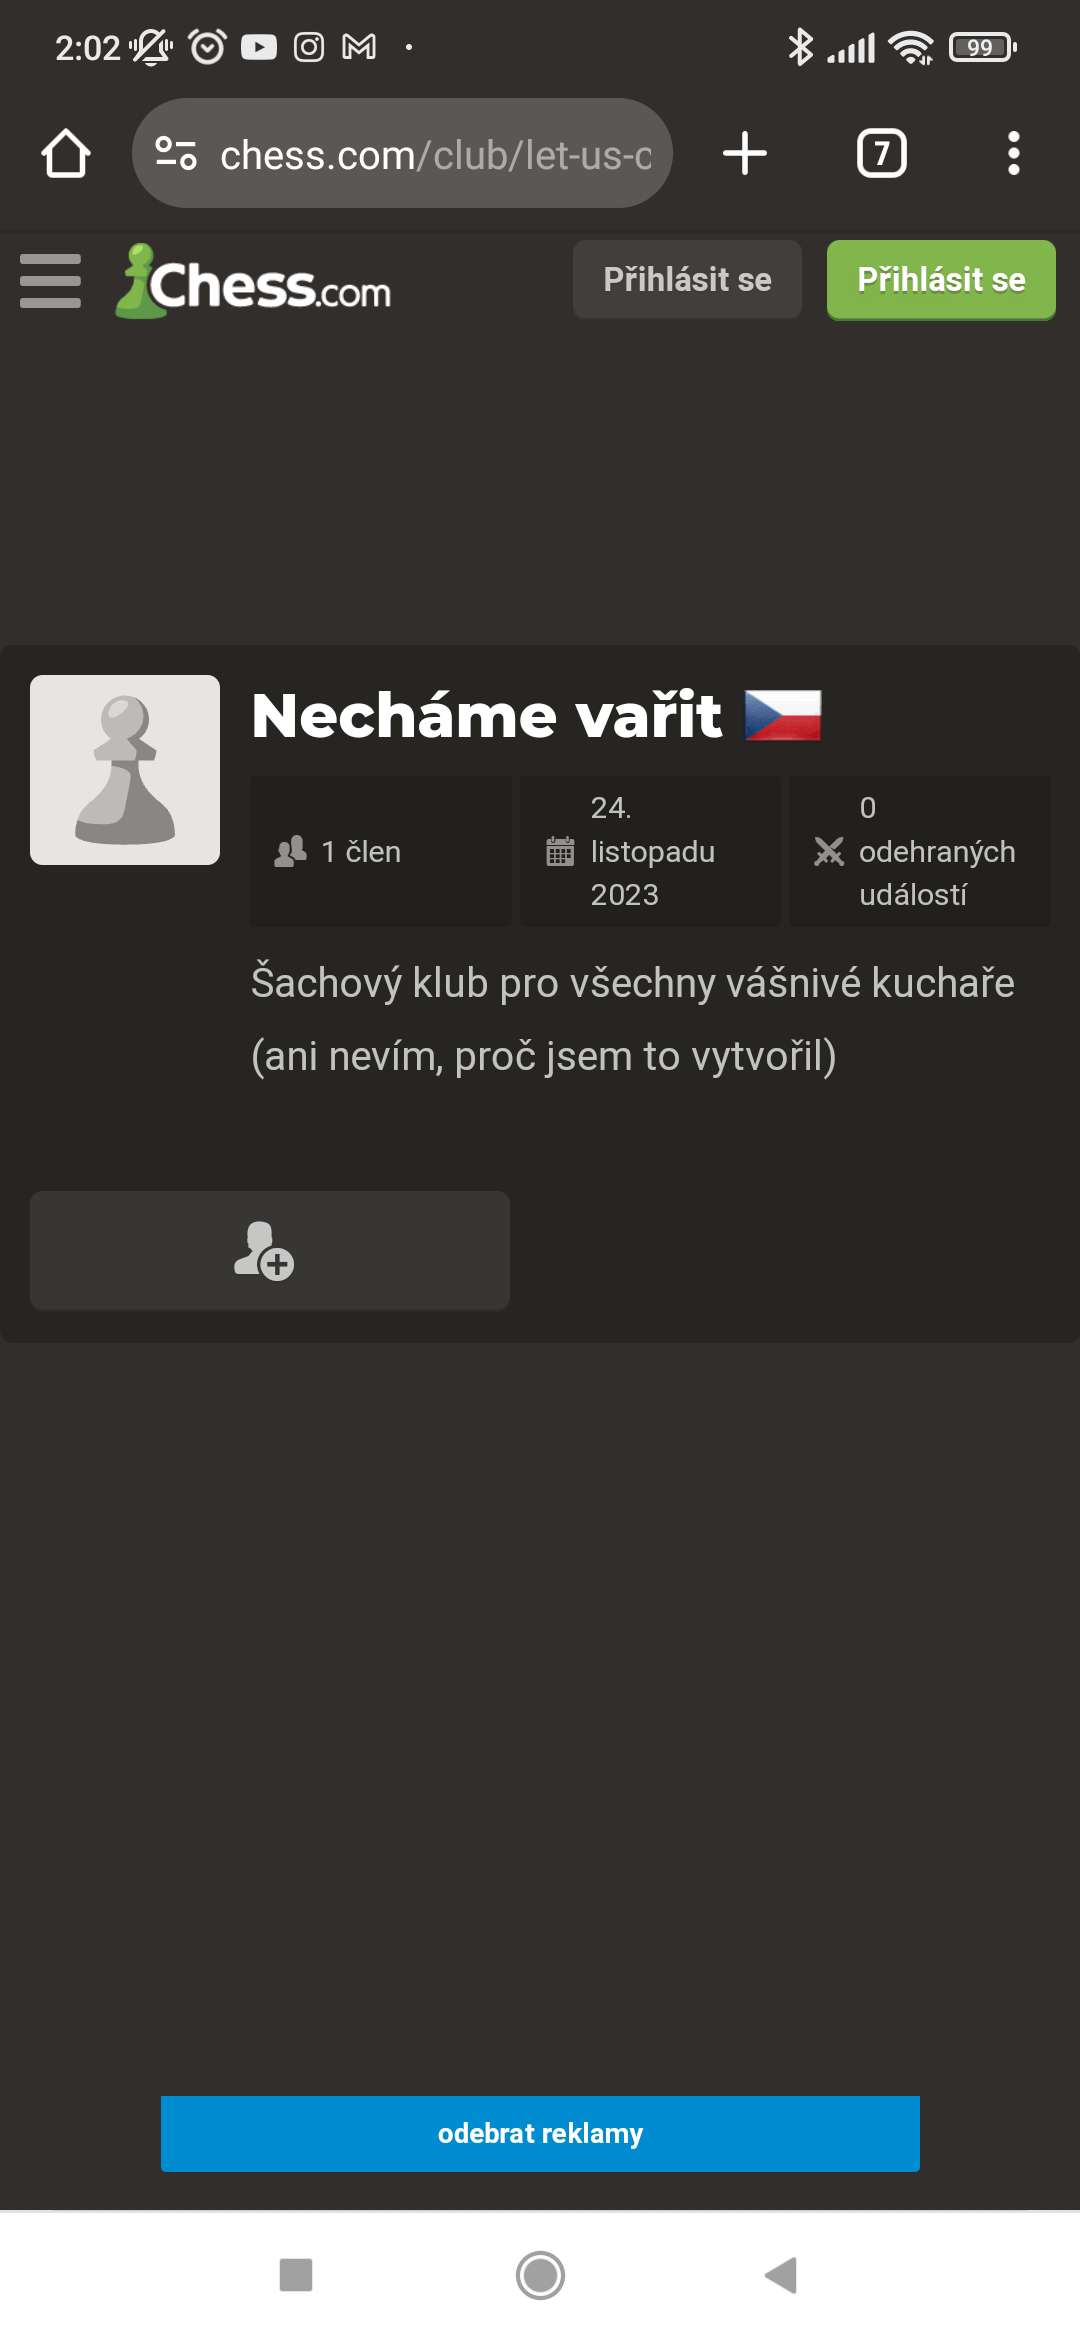 2:02
99
chess.com/club/let-us-c
7
Chess.com
Přihlásit se
Přihlásit se
Necháme vařit
1 člen
24.
listopadu
2023
0
odehraných
událostí
Šachový klub pro všechny vášnivé kuchaře
(ani nevím, proč jsem to vytvořil)
odebrat reklamy